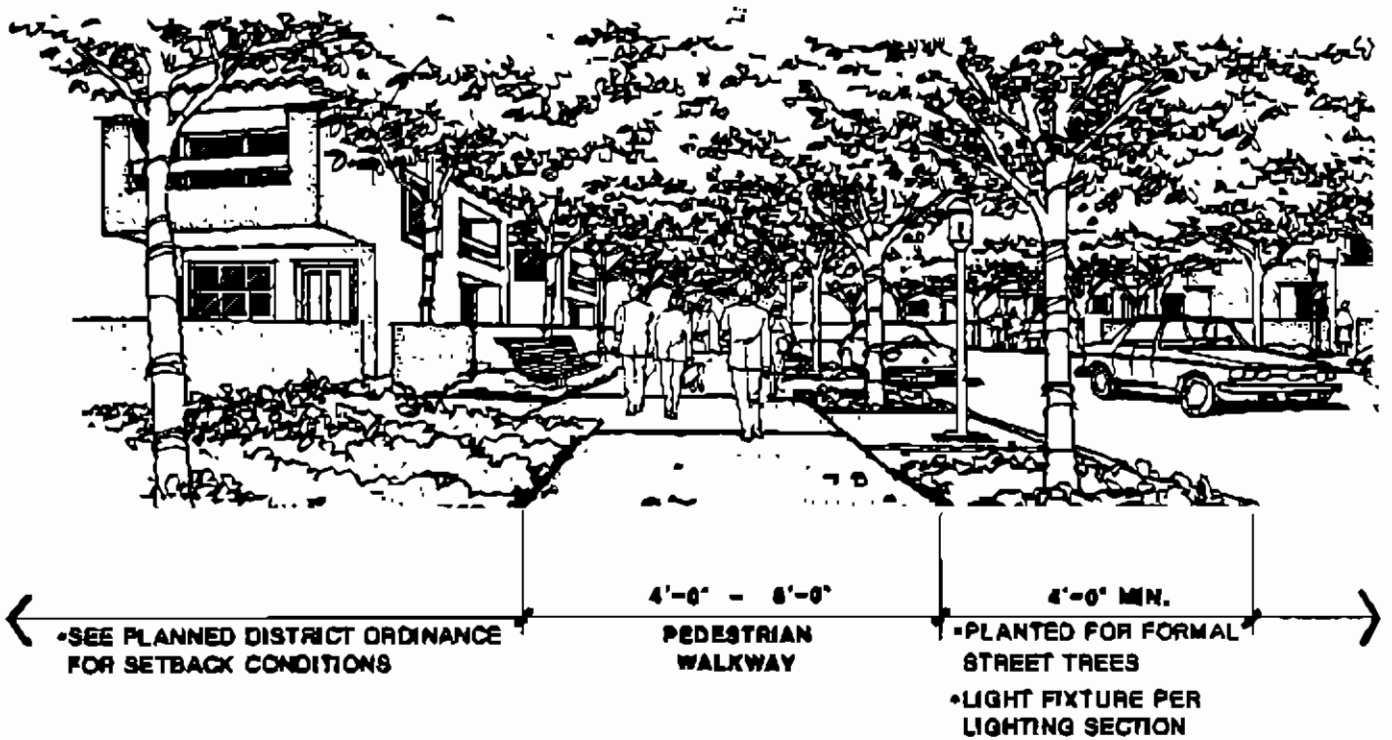 4'-0" - 6'-0"
4'-0" MIN.
•SEE PLANNED DISTRICT ORDINANCE
FOR SETBACK CONDITIONS
PEDESTRIAN
WALKWAY
•PLANTED FOR FORMAL
STREET TREES
•LIGHT FIXTURE PER
LIGHTING SECTION